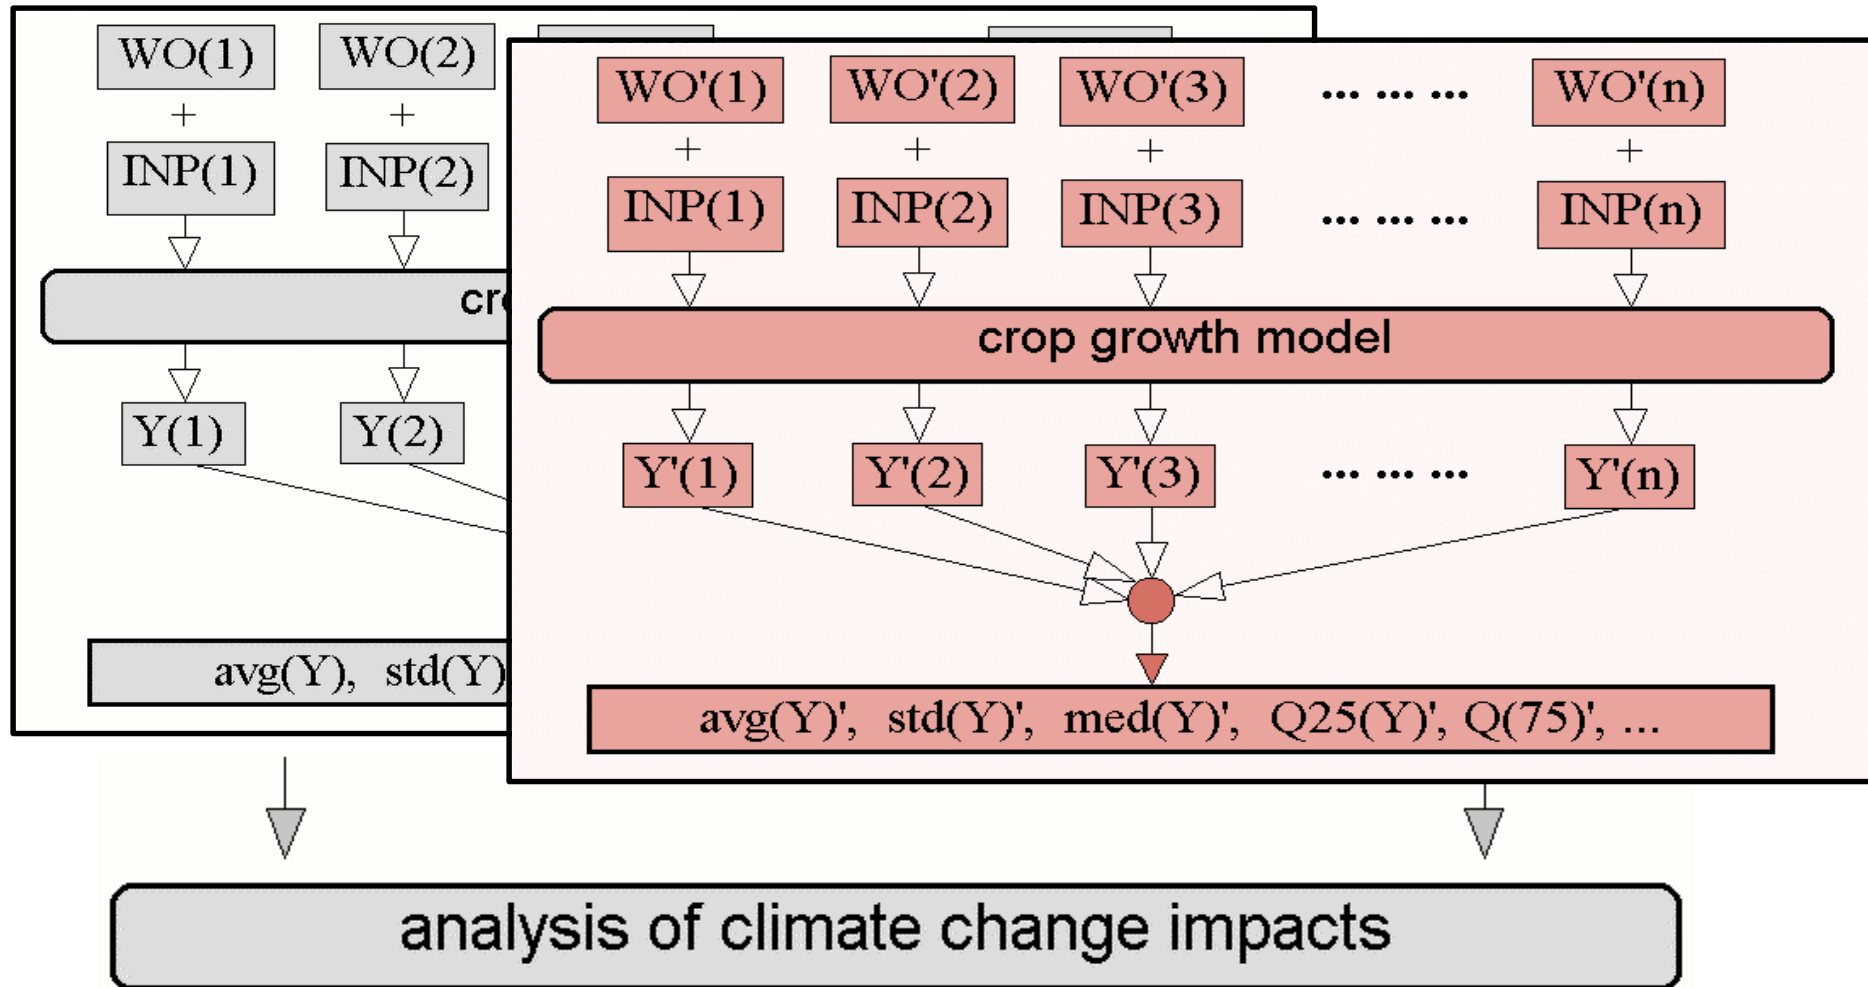 WO(1) WO(2)
+ +
INP(1) INP(2)
cr
Y(1) Y(2)
avg(Y), std(Y)
WO'(1) WO'(2) WO'(3) ... ... ... WO'(n)
+ + + +
INP(1) INP(2) INP(3) ... ... ... INP(n)
crop growth model
Y'(1) Y'(2) Y'(3) ... ... ... Y'(n)
avg(Y)', std(Y)', med(Y)', Q25(Y)', Q(75)', ...
analysis of climate change impacts